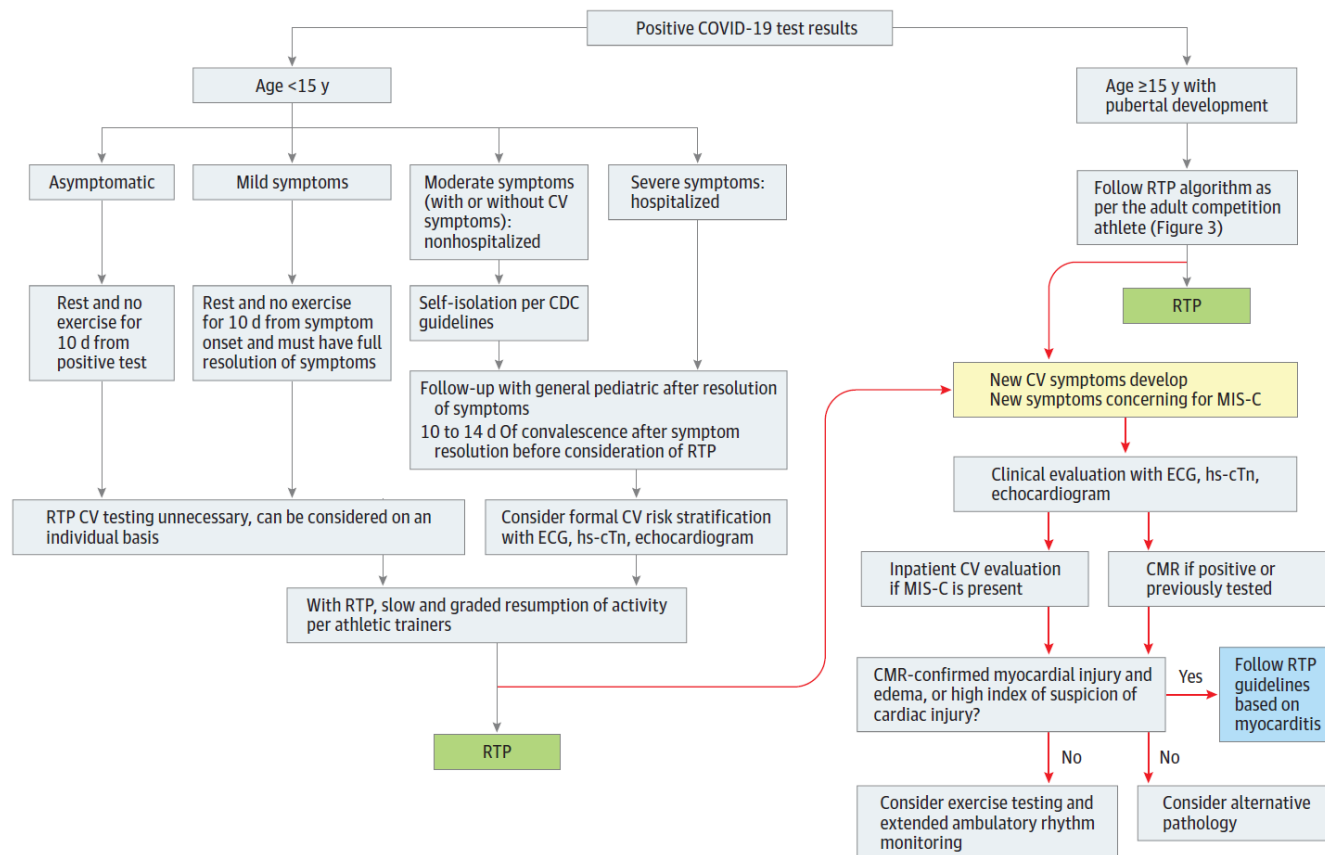 Positive COVID-19 test results
Age <15 y
Age ≥15 y with
pubertal development
Asymptomatic
Mild symptoms
Moderate symptoms
(with or without CV
symptoms):
nonhospitalized
Severe symptoms:
hospitalized
Follow RTP algorithm as
per the adult competition
athlete (Figure 3)
Rest and no
exercise for
10 d from
positive test
Rest and no exercise
for 10 d from symptom
onset and must have full
resolution of symptoms
Self-isolation per CDC
guidelines
RTP
Follow-up with general pediatric after resolution
of symptoms
10 to 14 d Of convalescence after symptom
resolution before consideration of RTP
New CV symptoms develop
New symptoms concerning for MIS-C
RTP CV testing unnecessary, can be considered on an
individual basis
Consider formal CV risk stratification
with ECG, hs-cTn, echocardiogram
Clinical evaluation with ECG, hs-cTn,
echocardiogram
With RTP, slow and graded resumption of activity
per athletic trainers
Inpatient CV evaluation
if MIS-C is present
CMR if positive or
previously tested
RTP
CMR-confirmed myocardial injury and
edema, or high index of suspicion of
cardiac injury?
Yes
Follow RTP
guidelines
based on
myocarditis
No
No
Consider exercise testing and
extended ambulatory rhythm
monitoring
Consider alternative
pathology